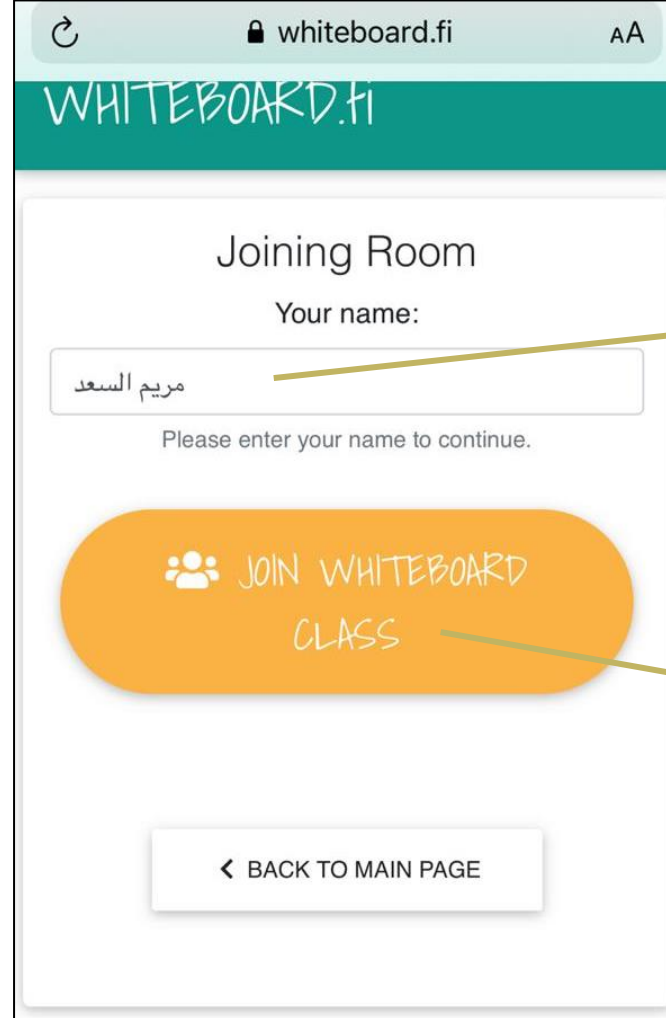 whiteboard.fi AA
WHITEBOARD.fi
Joining Room
Your name:
مريم السعد
Please enter your name to continue.
JOIN WHITEBOARD
CLASS
BACK TO MAIN PAGE